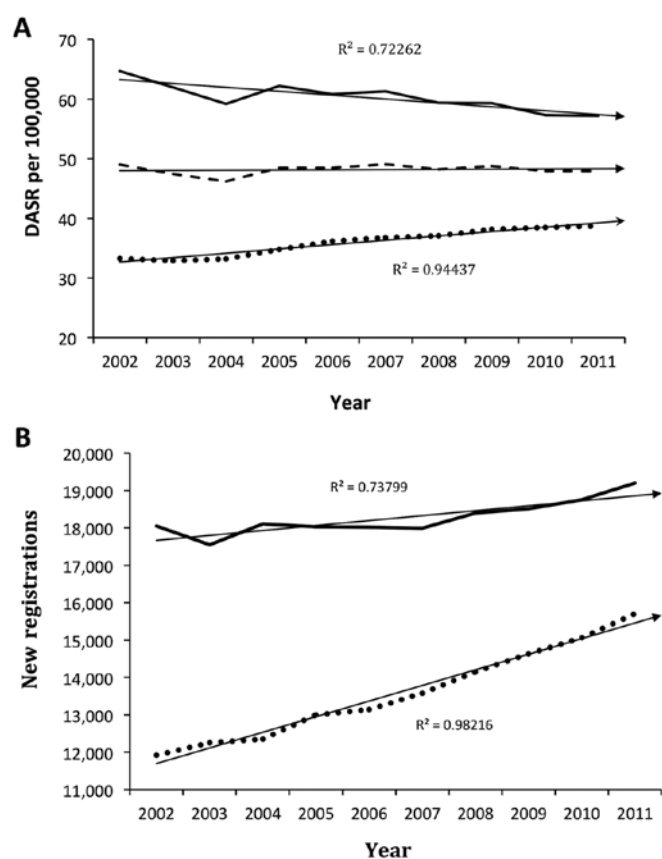 A
70
60
50
40
30
20
DASR per 100,000
R² = 0.72262
R² = 0.94437
2002 2003 2004 2005 2006 2007 2008 2009 2010 2011
Year
B
20,000
19,000
18,000
17,000
16,000
15,000
14,000
13,000
12,000
11,000
New registrations
R² = 0.73799
R² = 0.98216
2002 2003 2004 2005 2006 2007 2008 2009 2010 2011
Year